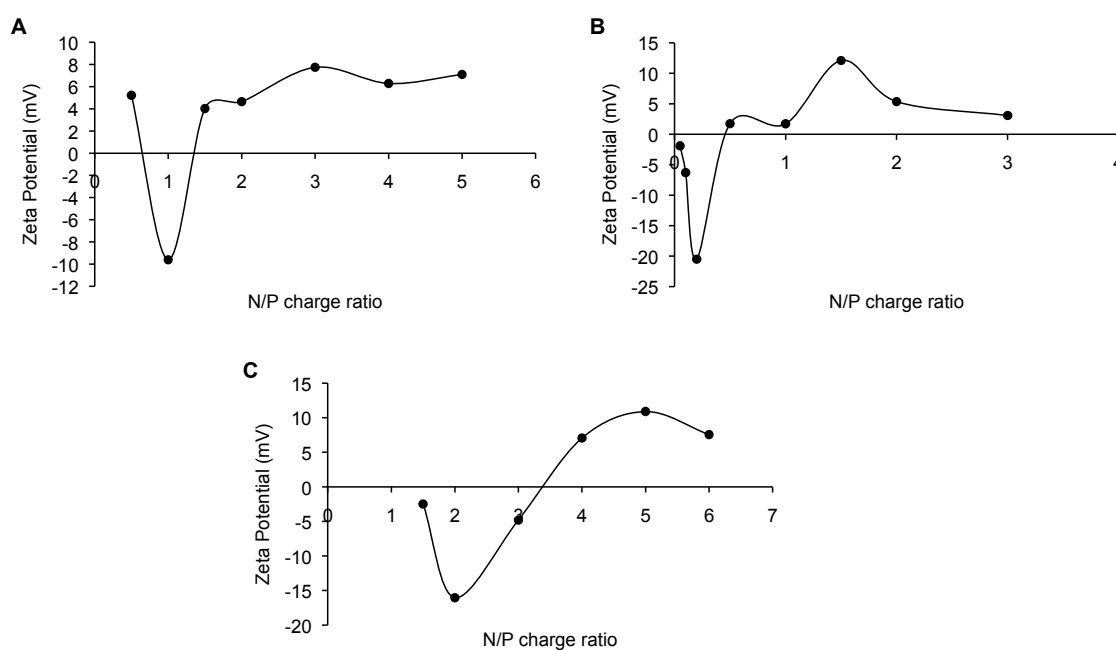 A
Zeta Potential (mV)
10
8
6
4
2
0
-2
-4
-6
-8
-10
-12
0 1 2 3 4 5 6
N/P charge ratio
B
Zeta Potential (mV)
15
10
5
0
-5
-10
-15
-20
-25
0 1 2 3 4
N/P charge ratio
C
Zeta Potential (mV)
15
10
5
0
-5
-10
-15
-20
0 1 2 3 4 5 6 7
N/P charge ratio